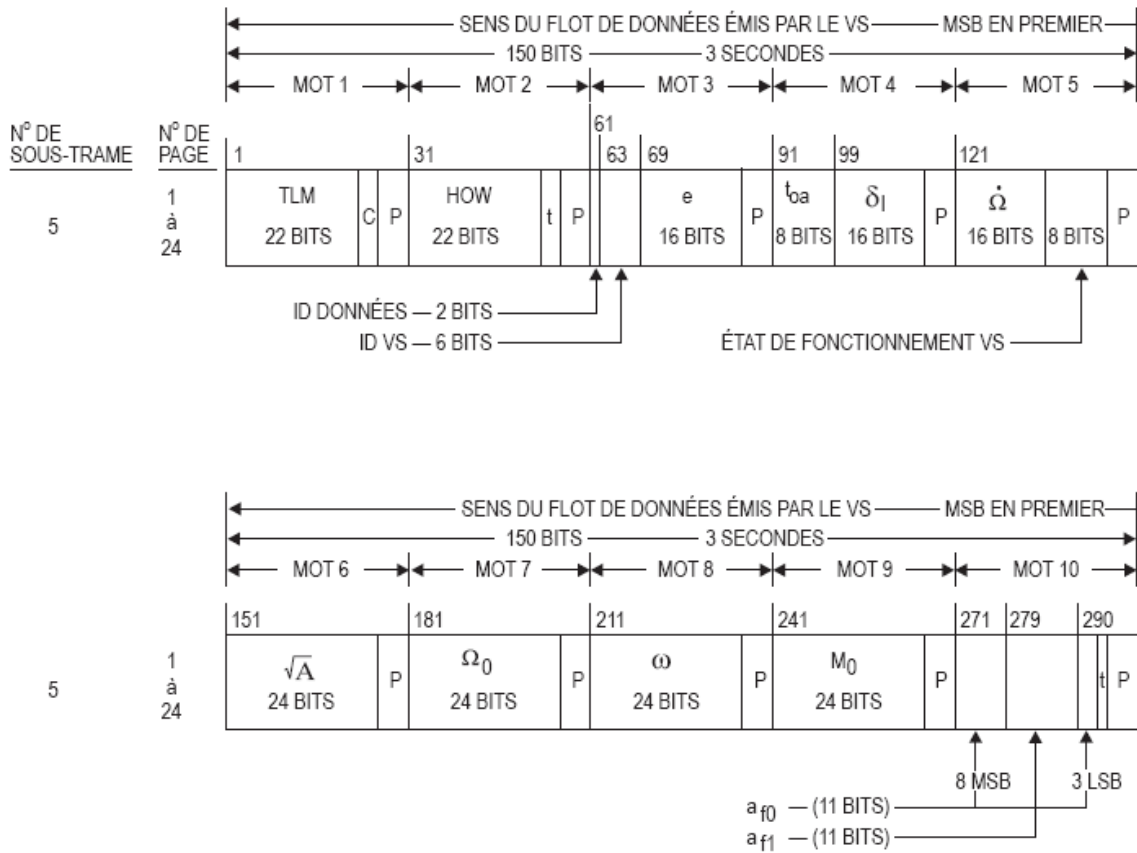 SENS DU FLOT DE DONNÉES ÉMIS PAR LE VS MSB EN PREMIER
150 BITS 3 SECONDES
MOT 1 MOT 2 MOT 3 MOT 4 MOT 5
N° DE SOUS-TRAME
N° DE PAGE
1 31 61 63 69 91 99 121
5
1 à 24
TLM 22 BITS C P
HOW 22 BITS t P
e 16 BITS P
t_oa 8 BITS
δ_I 16 BITS P
Ω̇ 16 BITS
8 BITS P
ID DONNÉES — 2 BITS
ID VS — 6 BITS
ÉTAT DE FONCTIONNEMENT VS
SENS DU FLOT DE DONNÉES ÉMIS PAR LE VS MSB EN PREMIER
150 BITS 3 SECONDES
MOT 6 MOT 7 MOT 8 MOT 9 MOT 10
151 181 211 241 271 279 290
5
1 à 24
√A 24 BITS P
Ω_0 24 BITS P
ω 24 BITS P
M_0 24 BITS P
t P
8 MSB 3 LSB
a_f0 — (11 BITS)
a_f1 — (11 BITS)